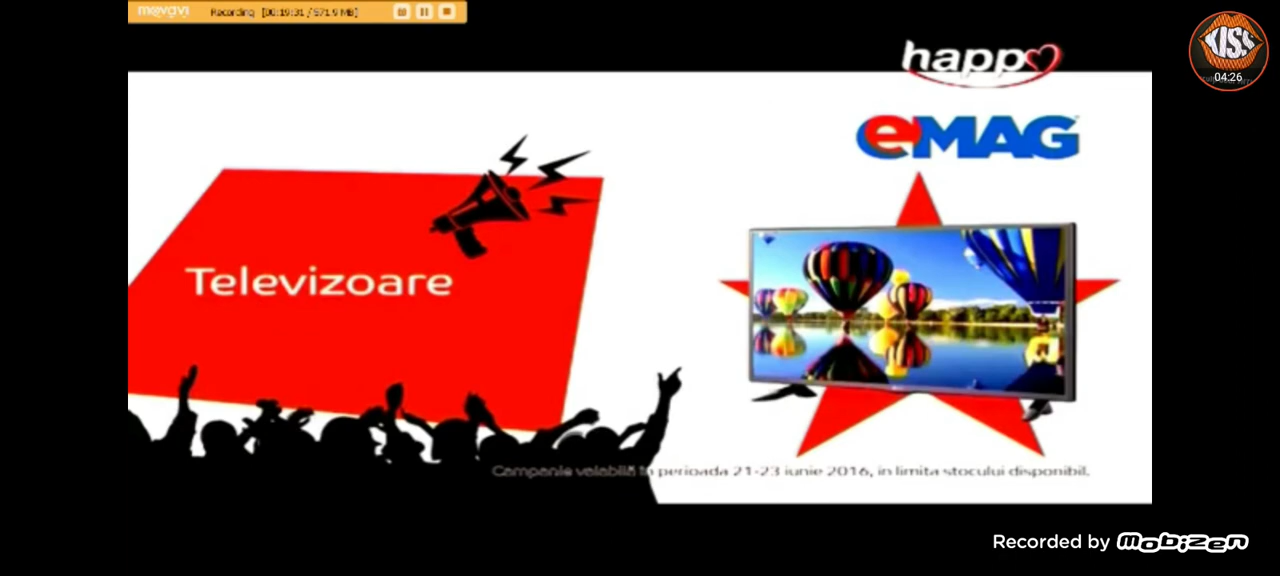 movavi Recording [00:19:31 / 571.9 MB]
happ
KISS
04:26
eMAG
Televizoare
Campanie valabilă în perioada 21-23 iunie 2016, în limita stocului disponibil.
Recorded by mobizen